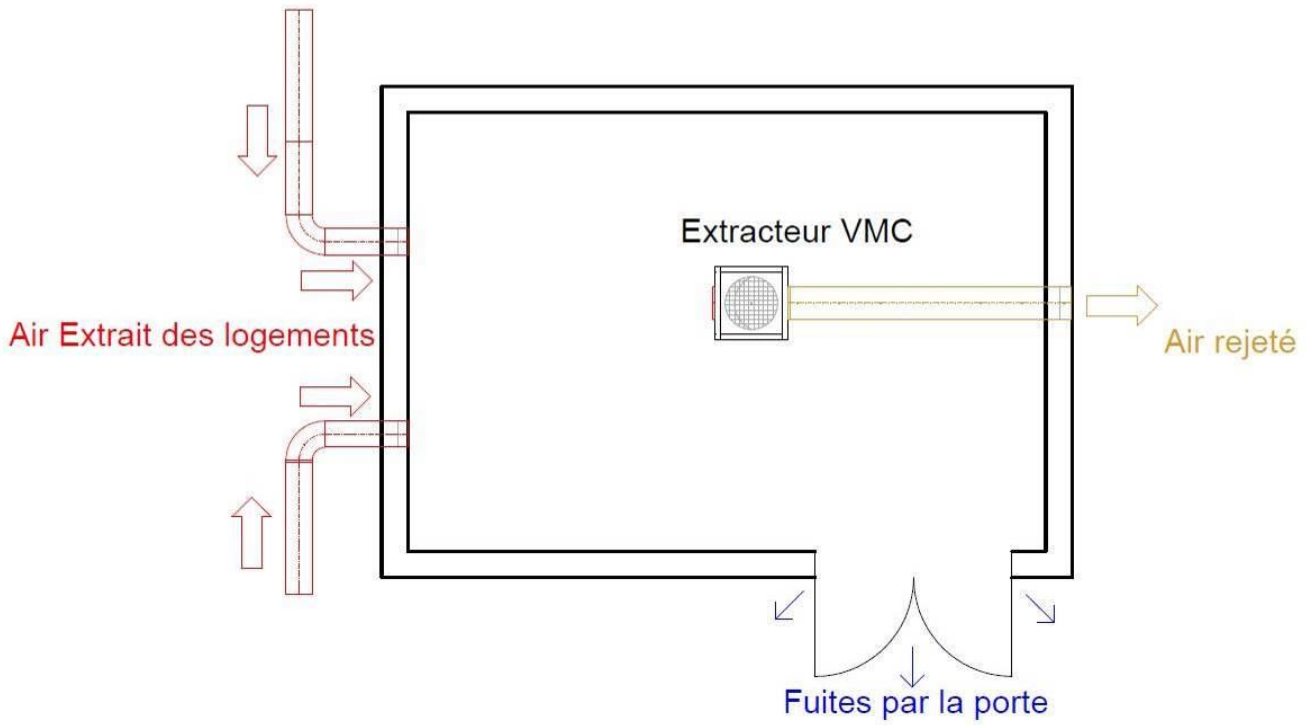 Extracteur VMC
Air Extrait des logements
Air rejeté
Fuites par la porte